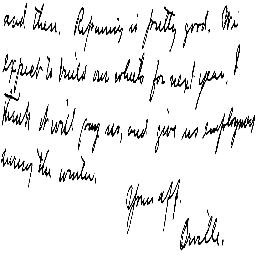 and then. Repairing is pretty good. We
expect to build our wheels for next year. I
think it will pay us, and give us employment
during the winter.
Yours aff.
Orville.